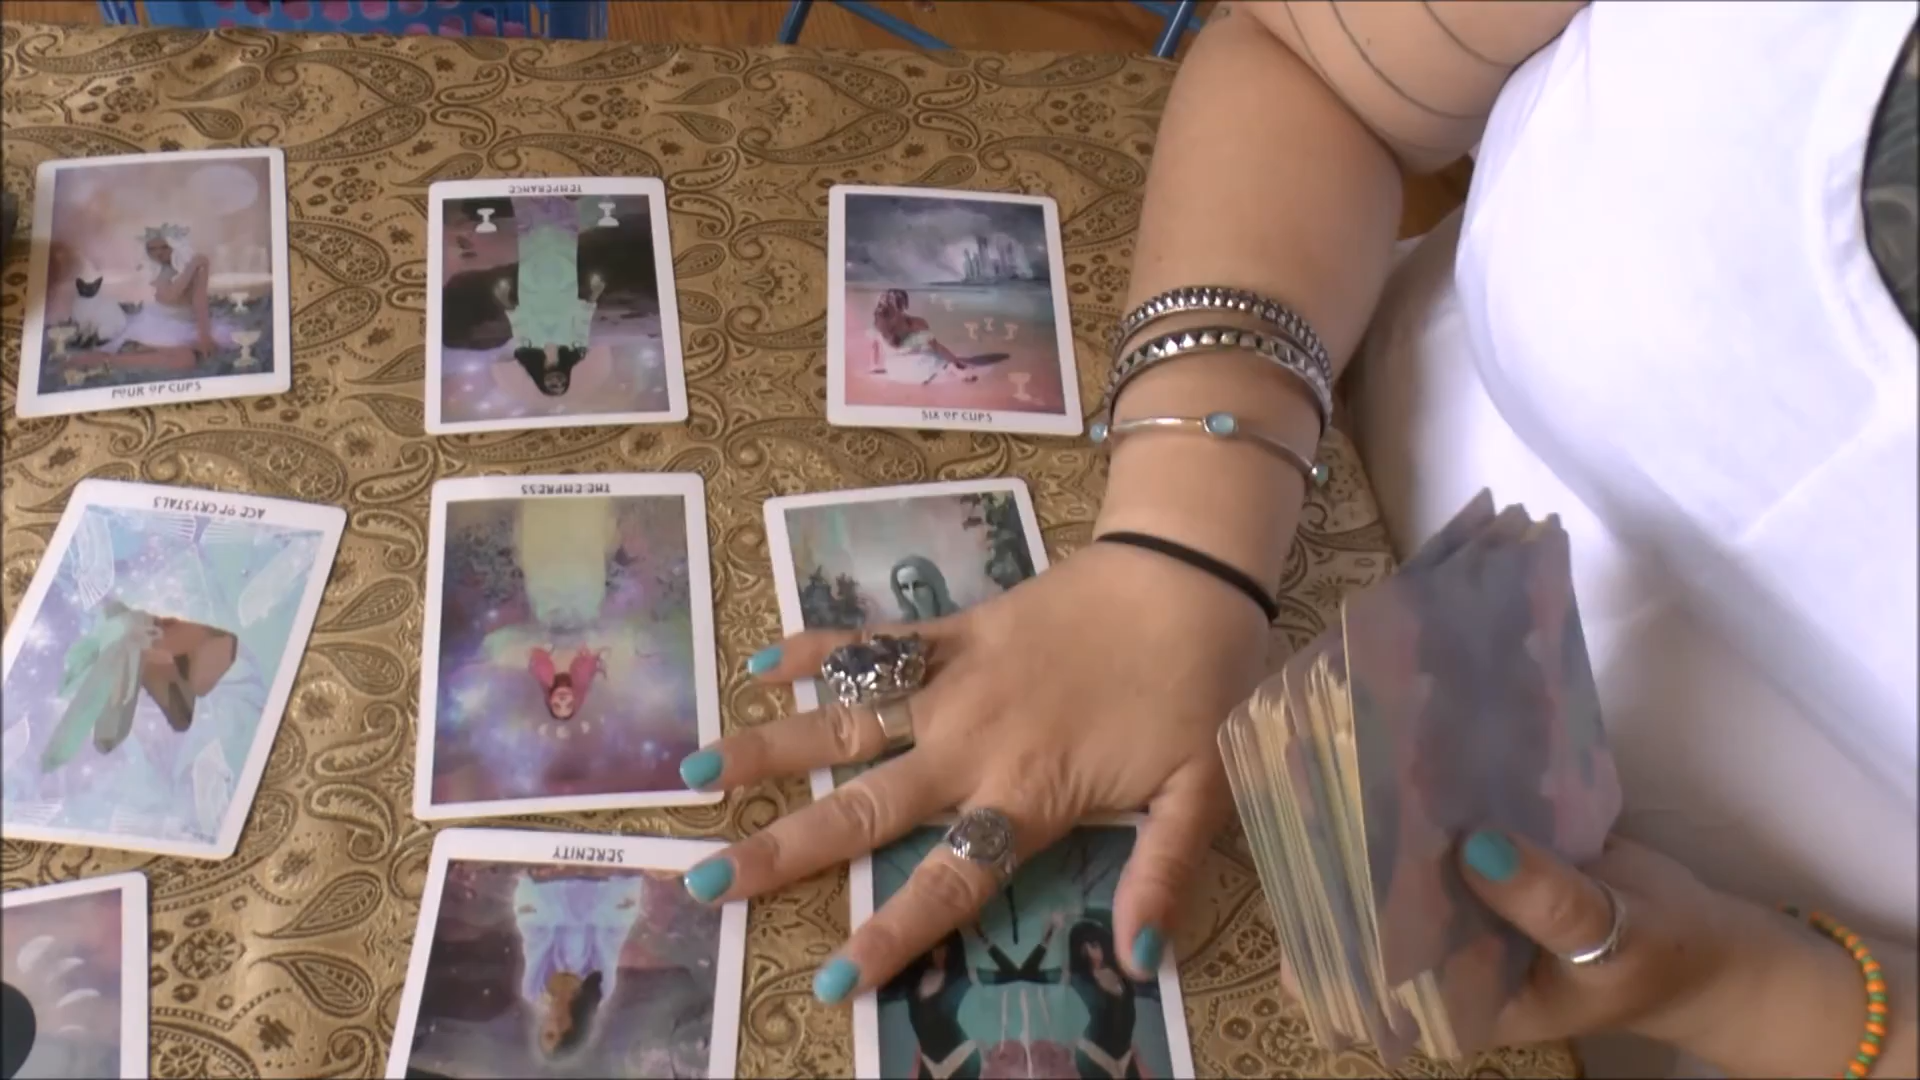 FOUR OF CUPS
TEMPERANCE
SIX OF CUPS
ACE OF CRYSTALS
THE EMPRESS
SERENITY